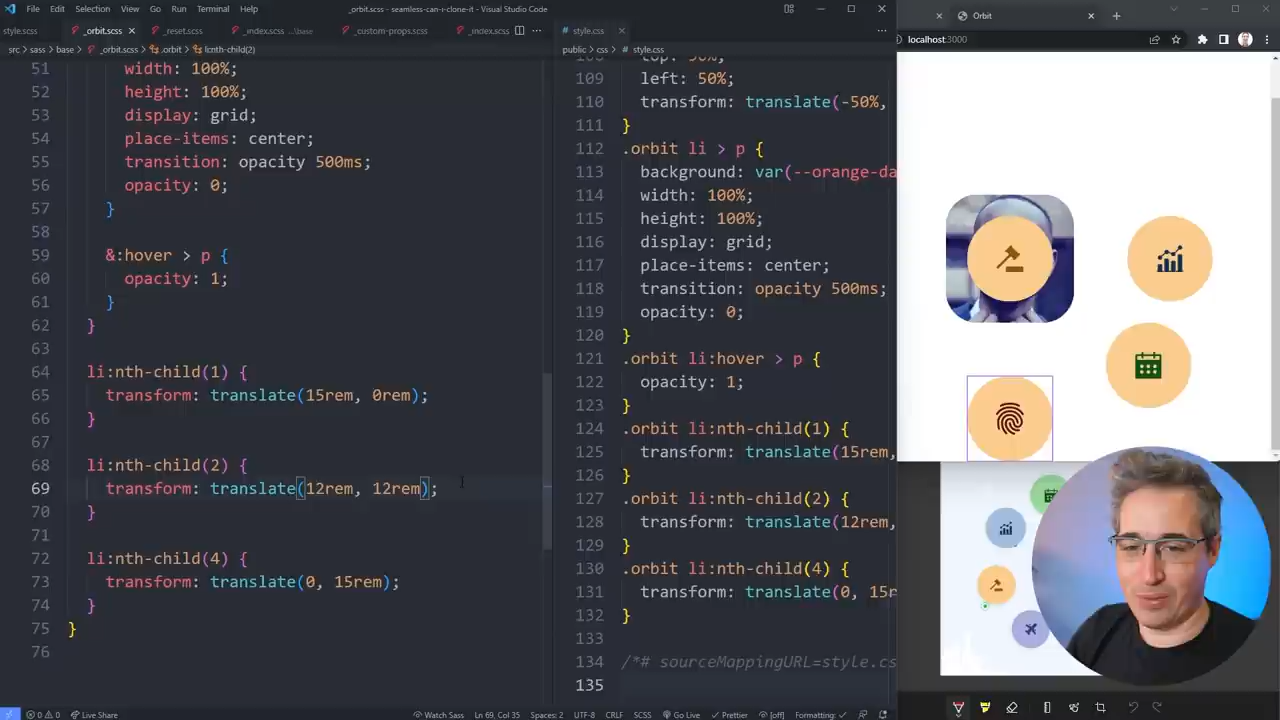 File Edit Selection View Go Run Terminal Help
_orbit.scss - seamless-can-i-clone-it - Visual Studio Code
style.scss _orbit.scss _reset.scss _index.scss ...\base _custom-props.scss _index.scss
src > sass > base > _orbit.scss > .orbit > li:nth-child(2)
51 width: 100%;
52 height: 100%;
53 display: grid;
54 place-items: center;
55 transition: opacity 500ms;
56 opacity: 0;
57 }
58
59 &:hover > p {
60 opacity: 1;
61 }
62 }
63
64 li:nth-child(1) {
65 transform: translate(15rem, 0rem);
66 }
67
68 li:nth-child(2) {
69 transform: translate(12rem, 12rem);
70 }
71
72 li:nth-child(4) {
73 transform: translate(0, 15rem);
74 }
75 }
76
style.css
public > css > style.css
109 left: 50%;
110 transform: translate(-50%,
111 }
112 .orbit li > p {
113 background: var(--orange-da
114 width: 100%;
115 height: 100%;
116 display: grid;
117 place-items: center;
118 transition: opacity 500ms;
119 opacity: 0;
120 }
121 .orbit li:hover > p {
122 opacity: 1;
123 }
124 .orbit li:nth-child(1) {
125 transform: translate(15rem,
126 }
127 .orbit li:nth-child(2) {
128 transform: translate(12rem,
129 }
130 .orbit li:nth-child(4) {
131 transform: translate(0, 15r
132 }
133
134 /*# sourceMappingURL=style.cs
135
Orbit
localhost:3000
0 0 Live Share
Watch Sass Ln 69, Col 35 Spaces: 2 UTF-8 CRLF SCSS Go Live Prettier [off] Formatting: